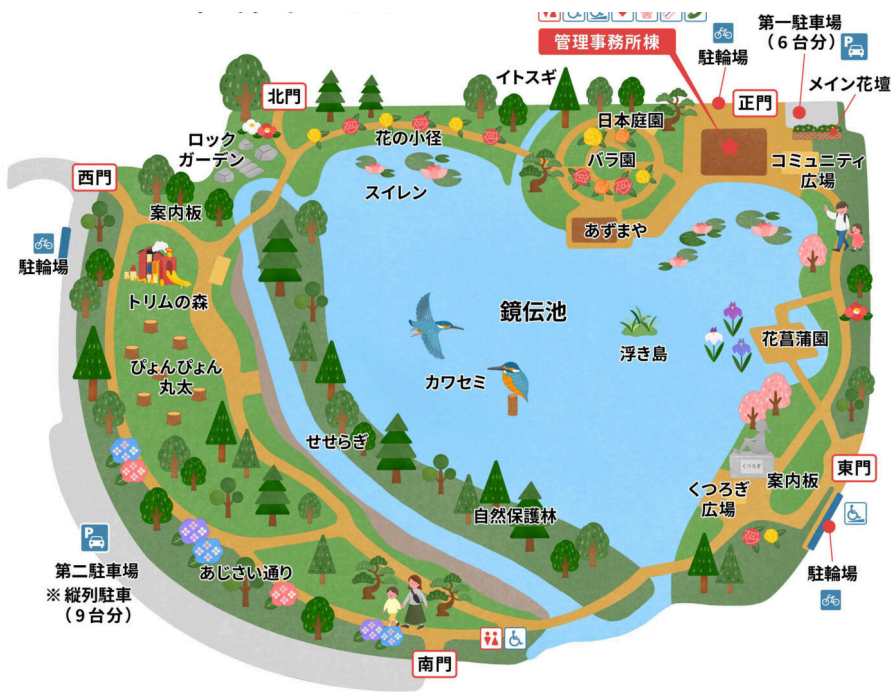 管理事務所棟
駐輪場
第一駐車場
（6台分）
P
メイン花壇
正門
イトスギ
日本庭園
バラ園
コミュニティ
広場
北門
花の小径
ロック
ガーデン
スイレン
西門
案内板
あずまや
駐輪場
トリムの森
鏡伝池
浮き島
花菖蒲園
カワセミ
ぴょんぴょん
丸太
せせらぎ
くつろぎ
くつろぎ
広場
案内板
東門
自然保護林
P
第二駐車場
※縦列駐車
（9台分）
あじさい通り
駐輪場
南門